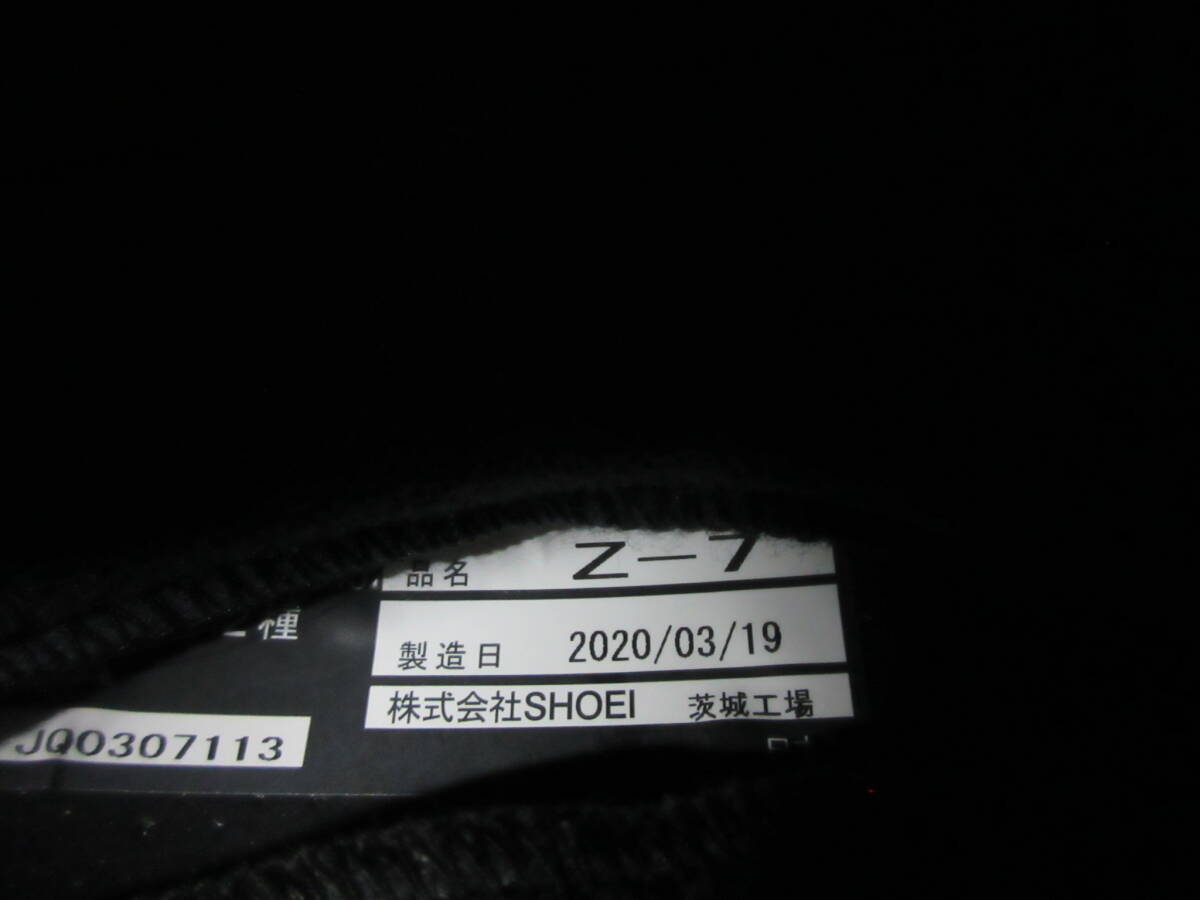 品名 Z-7
種
製造日 2020/03/19
株式会社SHOEI 茨城工場
JQ0307113